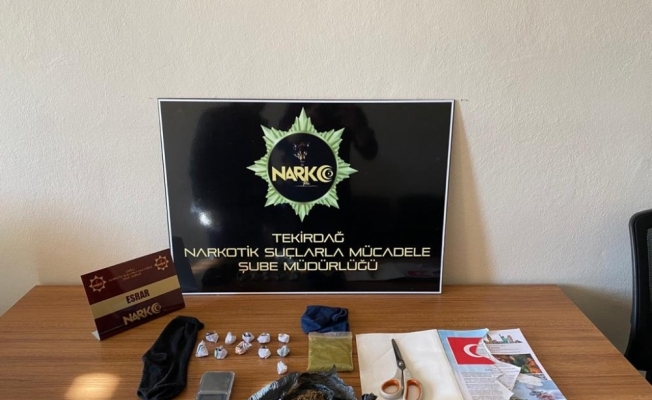 NARKO
TEKİRDAĞ
NARKOTİK SUÇLARLA MÜCADELE
ŞUBE MÜDÜRLÜĞÜ
ESRAR
NARKO